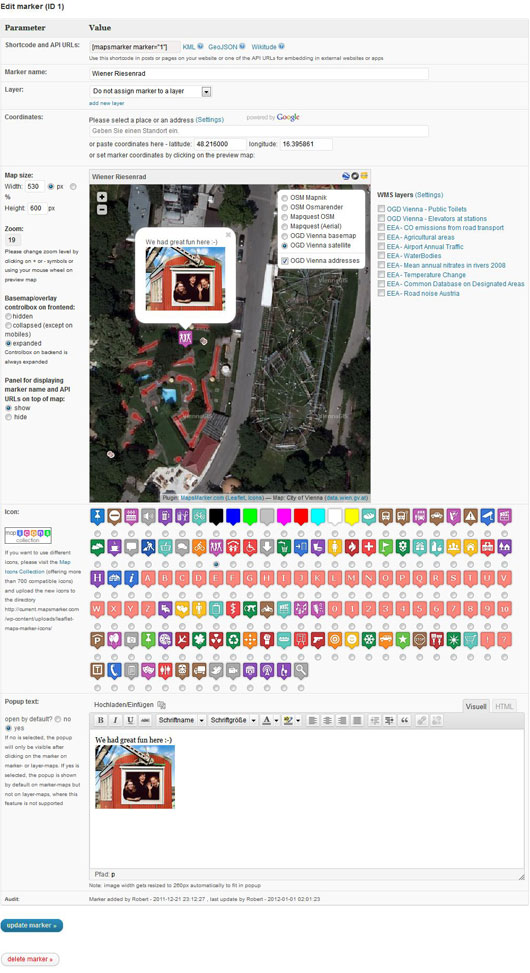 Edit marker (ID 1)
Parameter Value
Shortcode and API URLs: [mapsmarker marker="1"] KML GeoJSON Wikitude
Use this shortcode in posts or pages on your website or one of the API URLs for embedding in external websites or apps
Marker name: Wiener Riesenrad
Layer: Do not assign marker to a layer
add new layer
Coordinates: Please select a place or an address (Settings) powered by Google
Geben Sie einen Standort ein.
or paste coordinates here - latitude: 48.216000 longitude: 16.395861
or set marker coordinates by clicking on the preview map:
Map size:
Width: 530 px
%
Height: 600 px
Zoom:
19
Please change zoom level by
clicking on + or - symbols or
using your mouse wheel on
preview map
Basemap/overlay
controlbox on frontend:
hidden
collapsed (except on
mobiles)
expanded
Controlbox on backend is
always expanded
Panel for displaying
marker name and API
URLs on top of map:
show
hide
Wiener Riesenrad
+
-
We had great fun here :-)
OSM Mapnik
OSM Osmarender
Mapquest OSM
Mapquest (Aerial)
OGD Vienna basemap
OGD Vienna satellite
OGD Vienna addresses
Plugin: MapsMarker.com (Leaflet, Icons) — Map: City of Vienna (data.wien.gv.at)
WMS layers (Settings)
OGD Vienna - Public Toilets
OGD Vienna - Elevators at stations
EEA - CO emissions from road transport
EEA - Agricultural areas
EEA - Airport Annual Traffic
EEA - WaterBodies
EEA - Mean annual nitrates in rivers 2008
EEA - Temperature Change
EEA - Common Database on Designated Areas
EEA - Road noise Austria
Icon:
map icons
collection
If you want to use different
icons, please visit the Map
Icons Collection (offering more
than 700 compatible icons)
and upload the new icons to
the directory
http://current.mapsmarker.com
/wp-content/uploads/leaflet-
maps-marker-icons/
H i A B C D E F G H I J K L M N O P Q R S T U V
W X Y Z 0 1 2 3 4 5 6 7 8 9 10
Popup text:
open by default? no
yes
If no is selected, the popup
will only be visible after
clicking on the marker on
marker- or layer-maps. If yes is
selected, the popup is shown
by default on marker-maps but
not on layer-maps, where this
feature is not supported
Hochladen/Einfügen
Visuell HTML
B I U ABC Schriftname Schriftgröße A
We had great fun here :-)
Pfad: p
Note: image width gets resized to 260px automatically to fit in popup
Audit: Marker added by Robert - 2011-12-21 23:12:27 , last update by Robert - 2012-01-01 02:01:23
update marker »
delete marker »